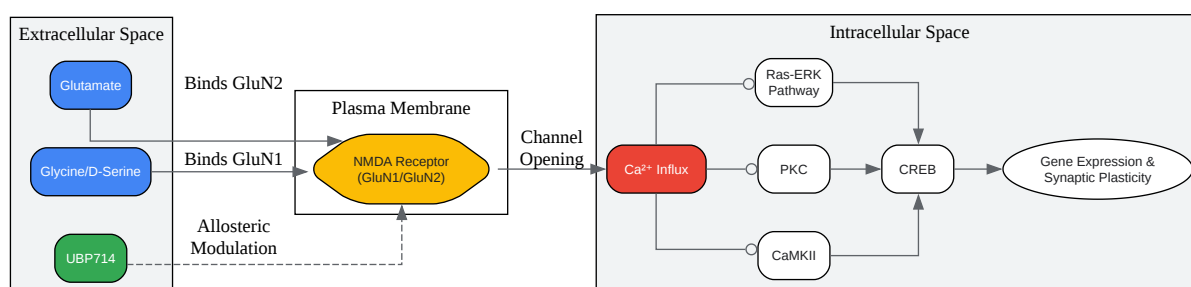 Extracellular Space
Glutamate
Binds GluN2
Glycine/D-Serine
Binds GluN1
UBP714
Allosteric
Modulation
Plasma Membrane
NMDA Receptor
(GluN1/GluN2)
Channel
Opening
Intracellular Space
Ca²⁺ Influx
Ras-ERK
Pathway
PKC
CaMKII
CREB
Gene Expression &
Synaptic Plasticity